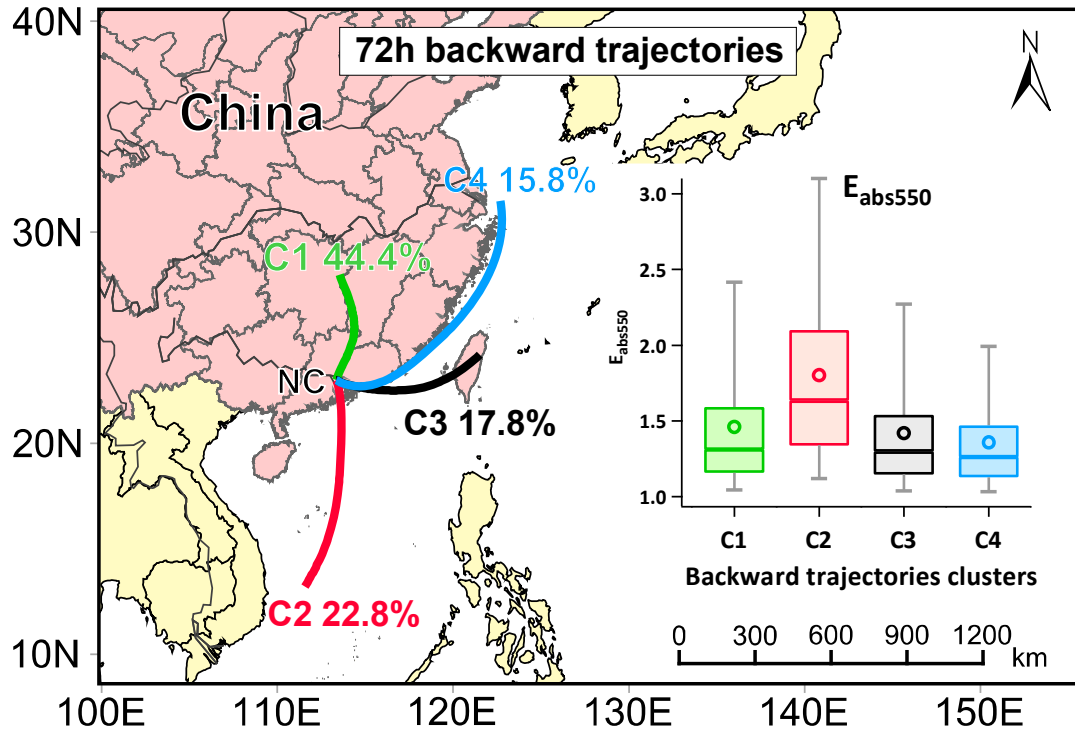 40N
30N
20N
10N
100E
110E
120E
130E
140E
150E
72h backward trajectories
N
China
C4 15.8%
C1 44.4%
NC
C3 17.8%
C2 22.8%
E_abs550
E_abs550
3.0
2.5
2.0
1.5
1.0
C1
C2
C3
C4
Backward trajectories clusters
0
300
600
900
1200
km